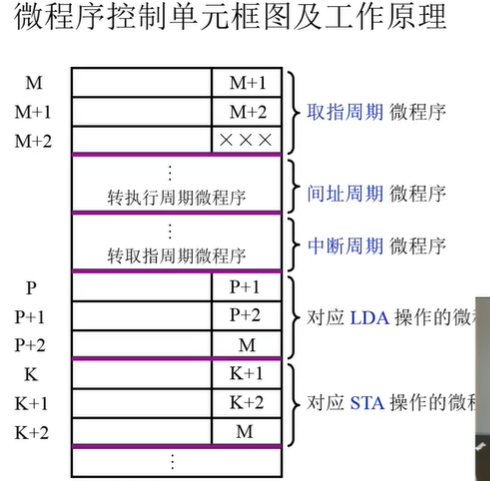 微程序控制单元框图及工作原理
M M+1
M+1 M+2 取指周期 微程序
M+2 ×××
⋮
转执行周期微程序 间址周期 微程序
⋮
转取指周期微程序 中断周期 微程序
P P+1
P+1 P+2 对应 LDA 操作的微
P+2 M
K K+1
K+1 K+2 对应 STA 操作的微
K+2 M
⋮